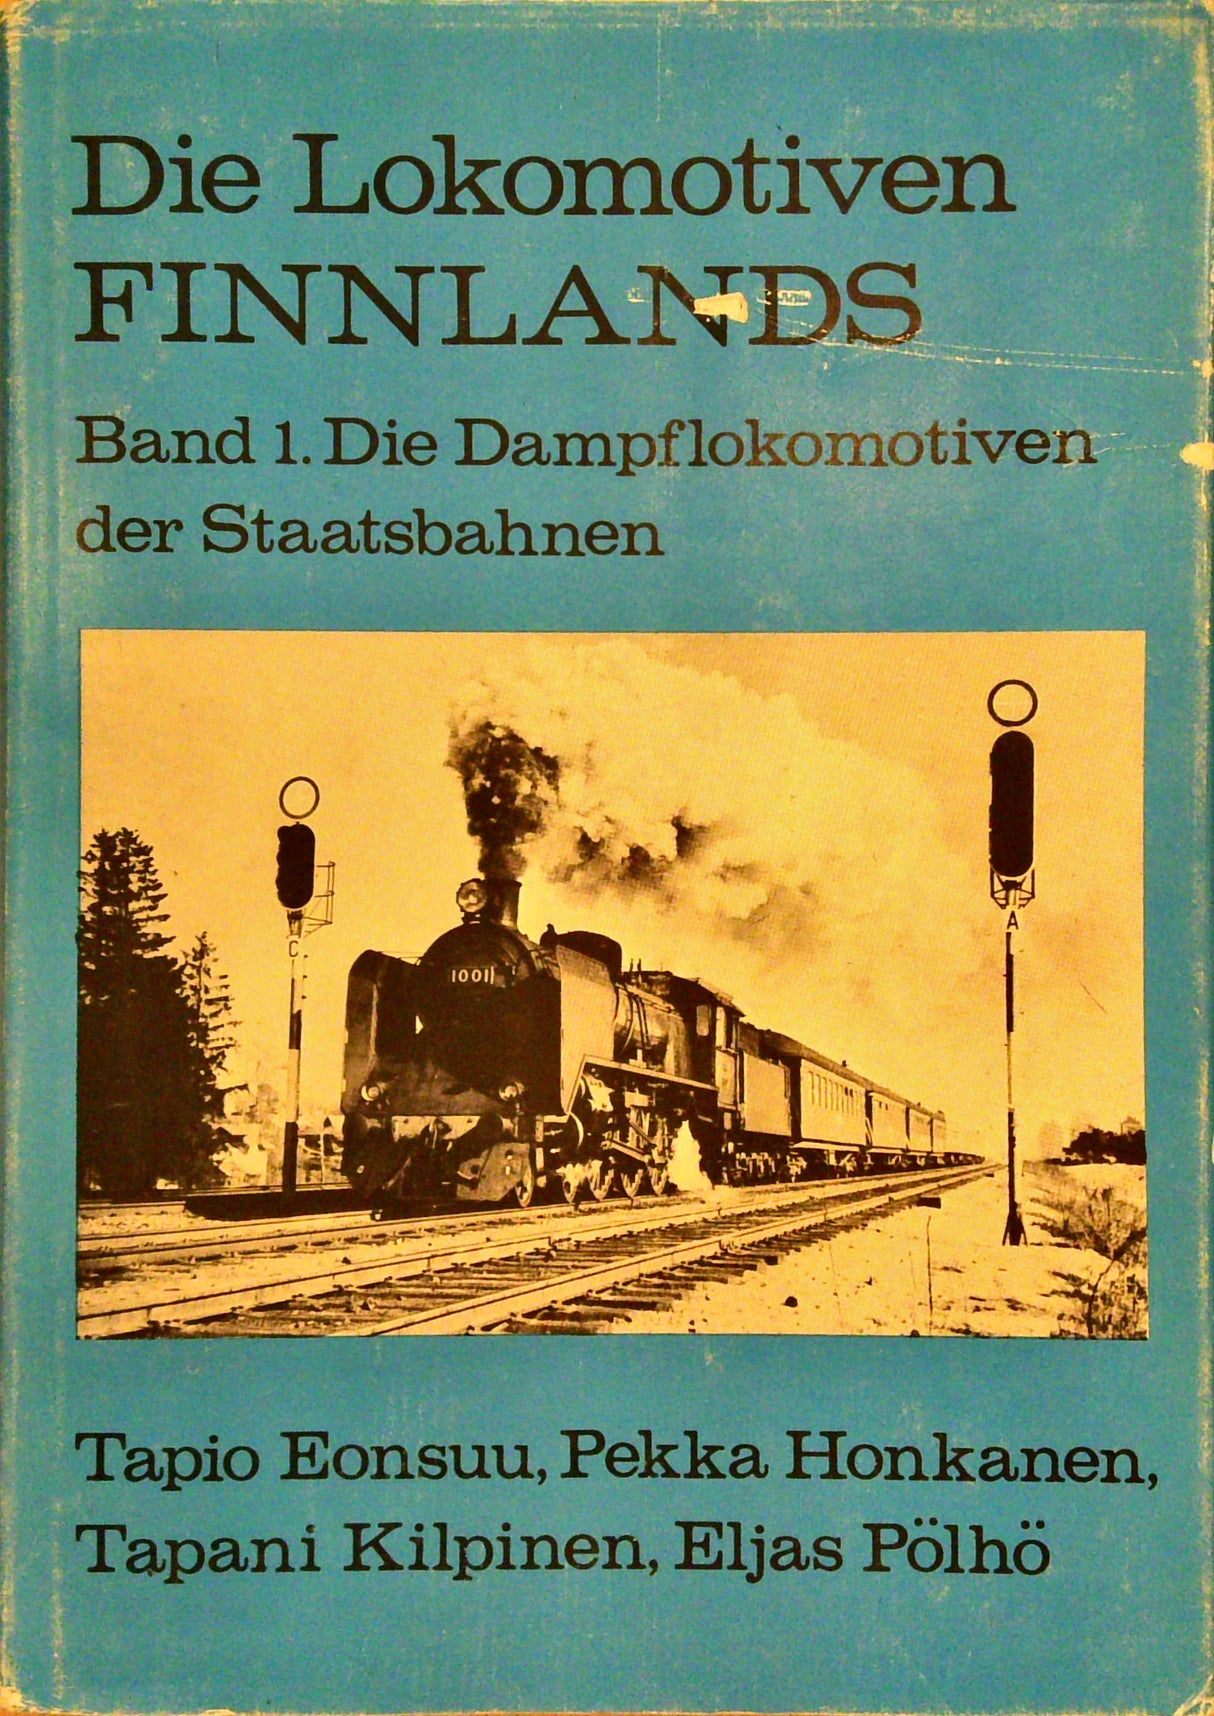 Die Lokomotiven
FINNLANDS
Band 1. Die Dampflokomotiven
der Staatsbahnen
A
C
1001
Tapio Eonsuu, Pekka Honkanen,
Tapani Kilpinen, Eljas Pölhö